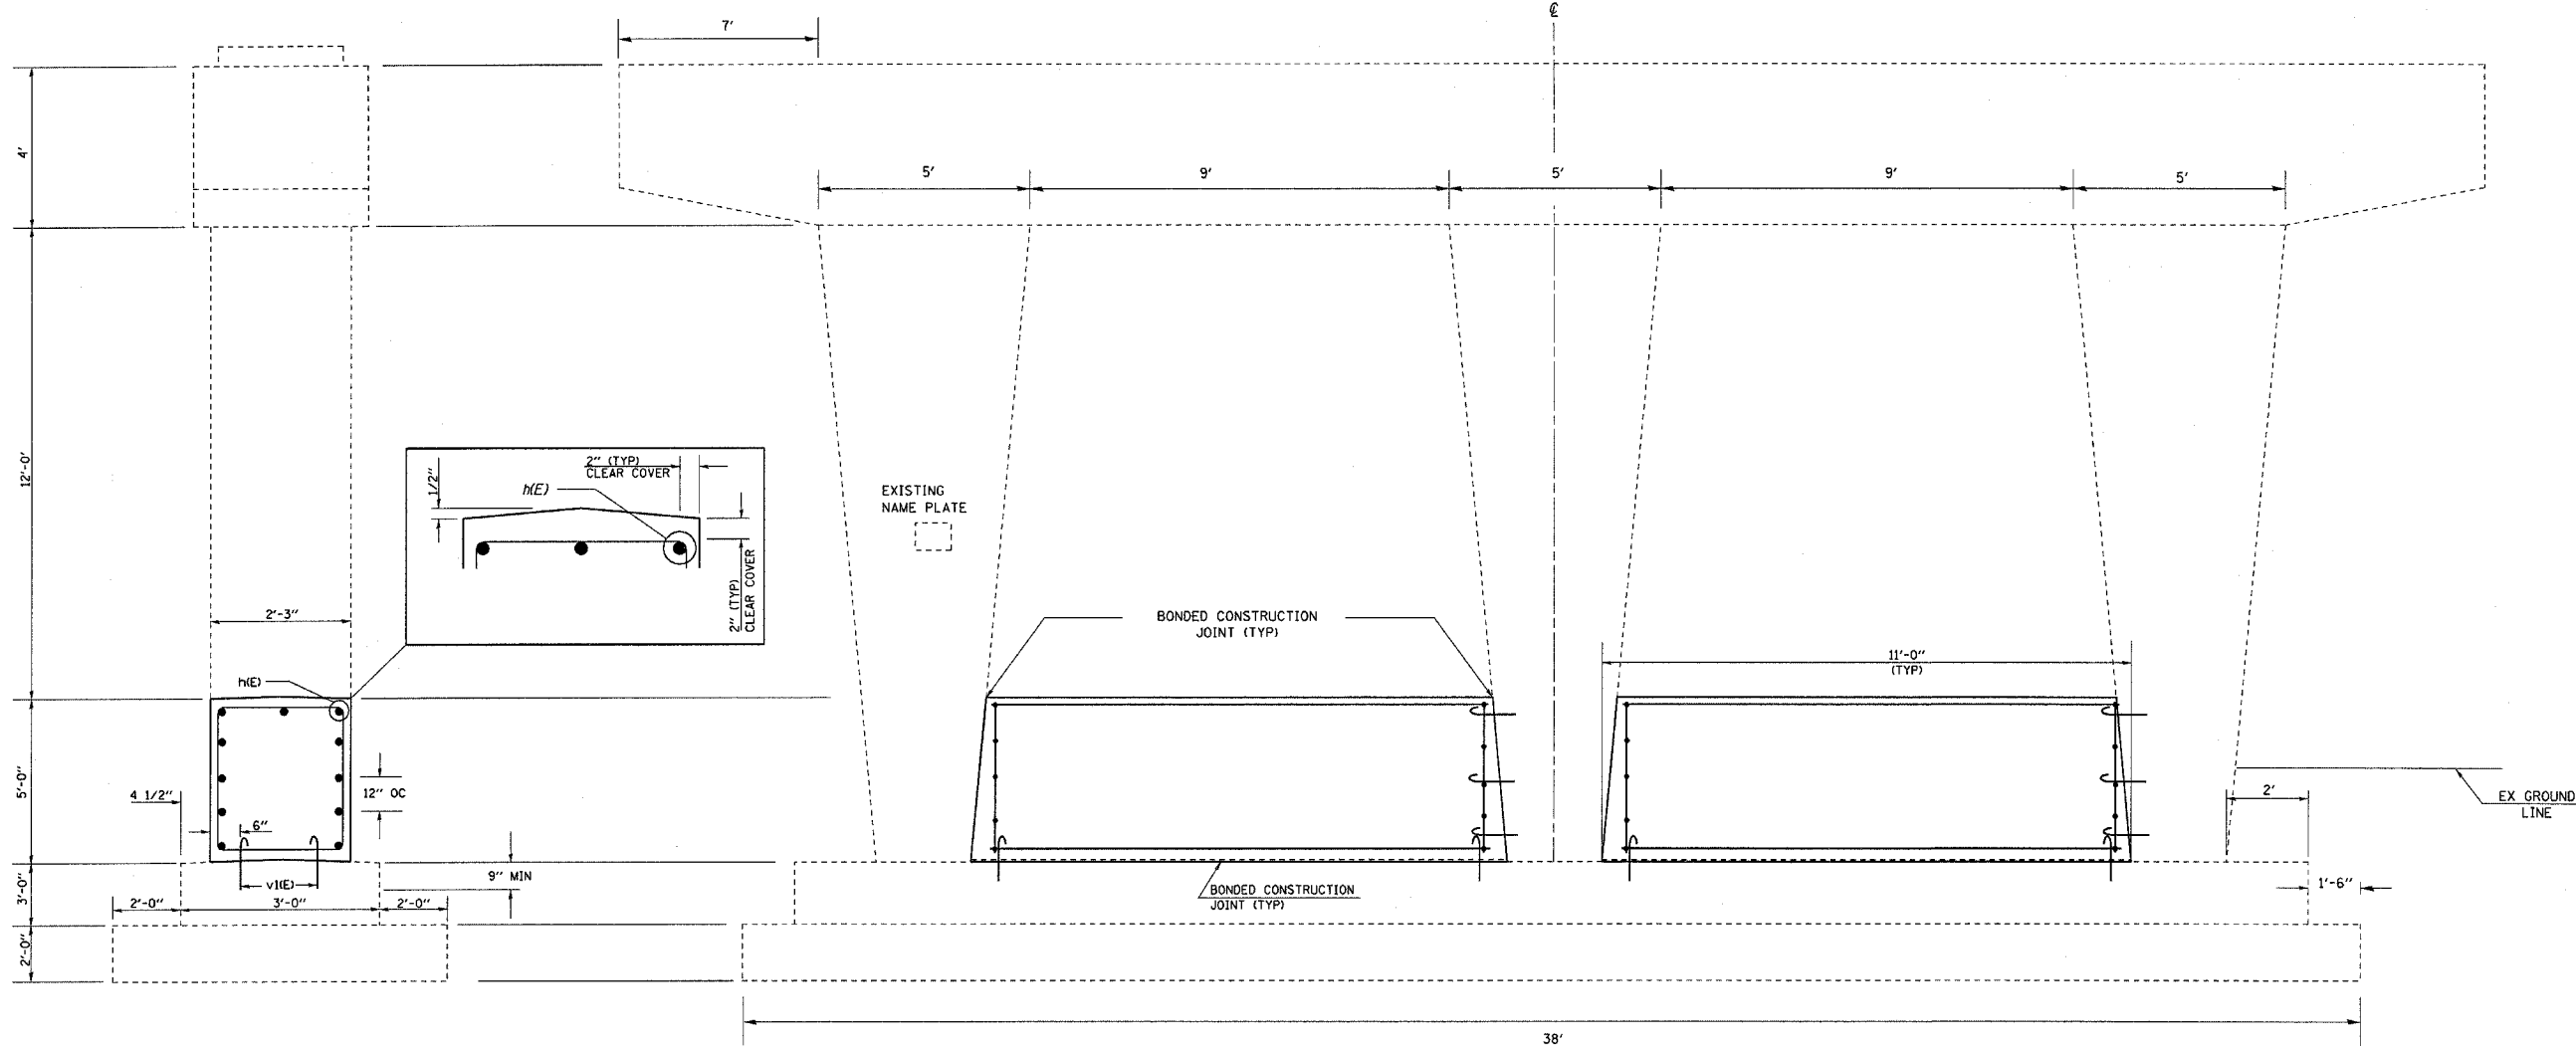 ℄
7'
4'
5'
9'
5'
9'
5'
12'-0'
2" (TYP)
CLEAR COVER
1/2"
h(E)
2" (TYP)
CLEAR COVER
EXISTING
NAME PLATE
2'-3"
BONDED CONSTRUCTION
JOINT (TYP)
11'-0"
(TYP)
h(E)
5'-0"
4 1/2"
12" OC
6"
2'
EX GROUND
LINE
3'-0"
v1(E)
9" MIN
2'-0"
3'-0"
2'-0"
BONDED CONSTRUCTION
JOINT (TYP)
1'-6"
2'-0"
38'